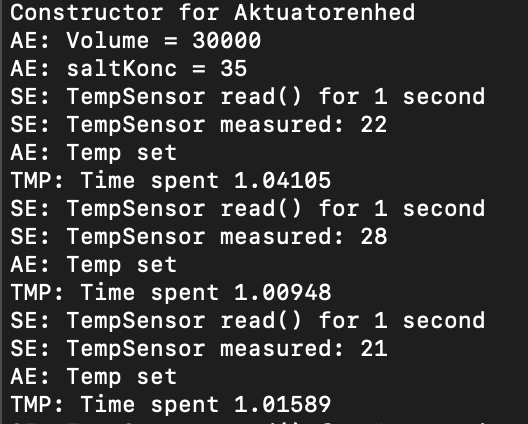 Constructor for Aktuatorenhed
AE: Volume = 30000
AE: saltKonc = 35
SE: TempSensor read() for 1 second
SE: TempSensor measured: 22
AE: Temp set
TMP: Time spent 1.04105
SE: TempSensor read() for 1 second
SE: TempSensor measured: 28
AE: Temp set
TMP: Time spent 1.00948
SE: TempSensor read() for 1 second
SE: TempSensor measured: 21
AE: Temp set
TMP: Time spent 1.01589